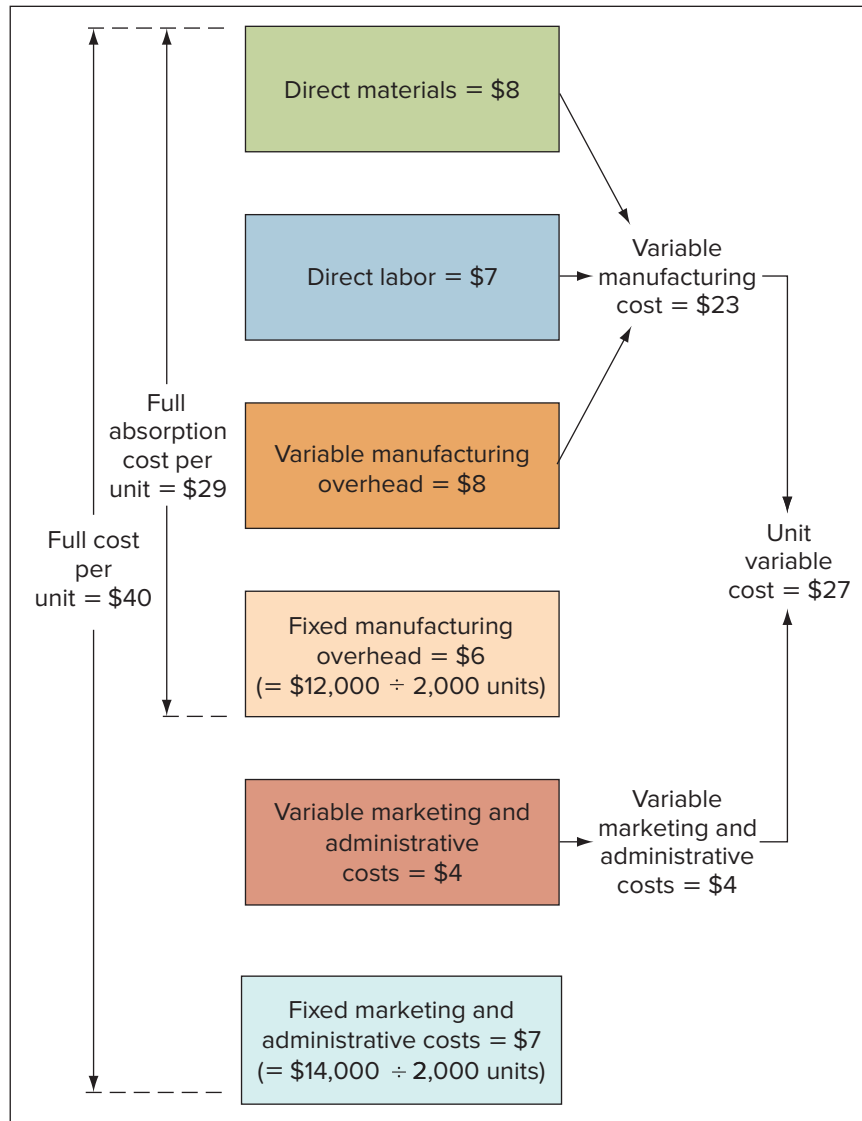 Direct materials = $8
Direct labor = $7
Variable
manufacturing
cost = $23
Full
absorption
cost per
unit = $29
Variable manufacturing
overhead = $8
Full cost
per
unit = $40
Unit
variable
cost = $27
Fixed manufacturing
overhead = $6
(= $12,000 ÷ 2,000 units)
Variable marketing and
administrative
costs = $4
Variable
marketing and
administrative
costs = $4
Fixed marketing and
administrative costs = $7
(= $14,000 ÷ 2,000 units)